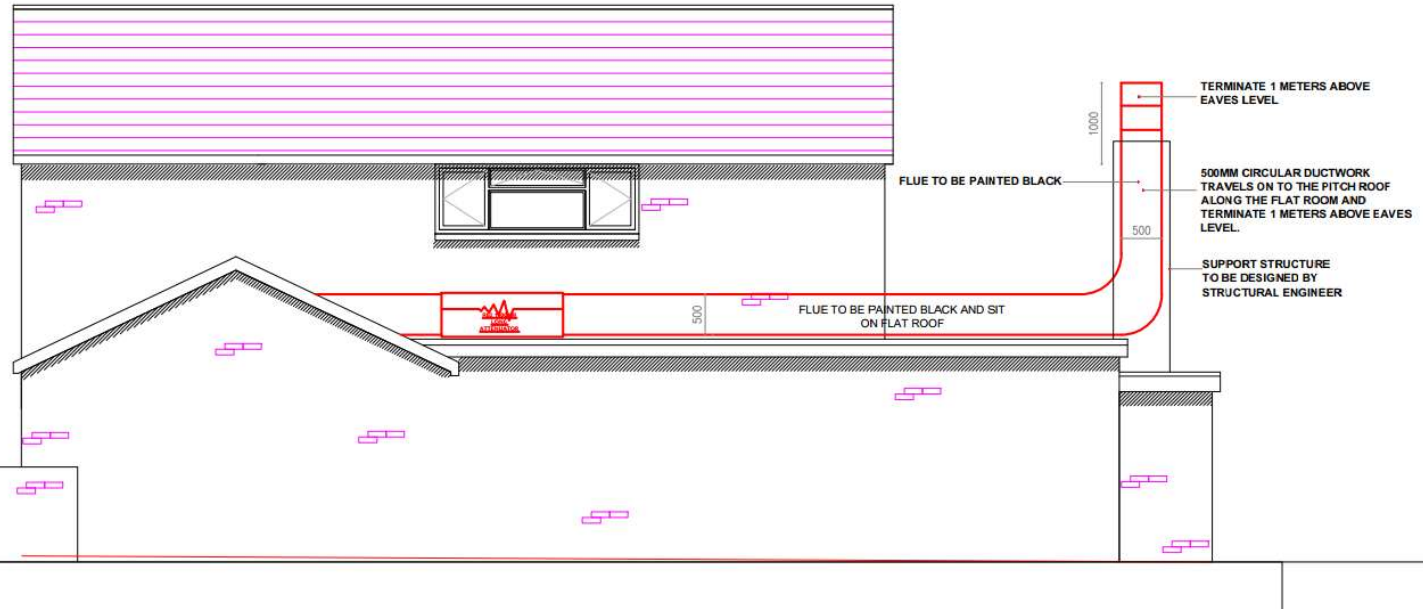 TERMINATE 1 METERS ABOVE
EAVES LEVEL
1000
FLUE TO BE PAINTED BLACK
500MM CIRCULAR DUCTWORK
TRAVELS ON TO THE PITCH ROOF
ALONG THE FLAT ROOM AND
TERMINATE 1 METERS ABOVE EAVES
LEVEL.
500
SUPPORT STRUCTURE
TO BE DESIGNED BY
STRUCTURAL ENGINEER
500
FLUE TO BE PAINTED BLACK AND SIT
ON FLAT ROOF
ATTENUATOR